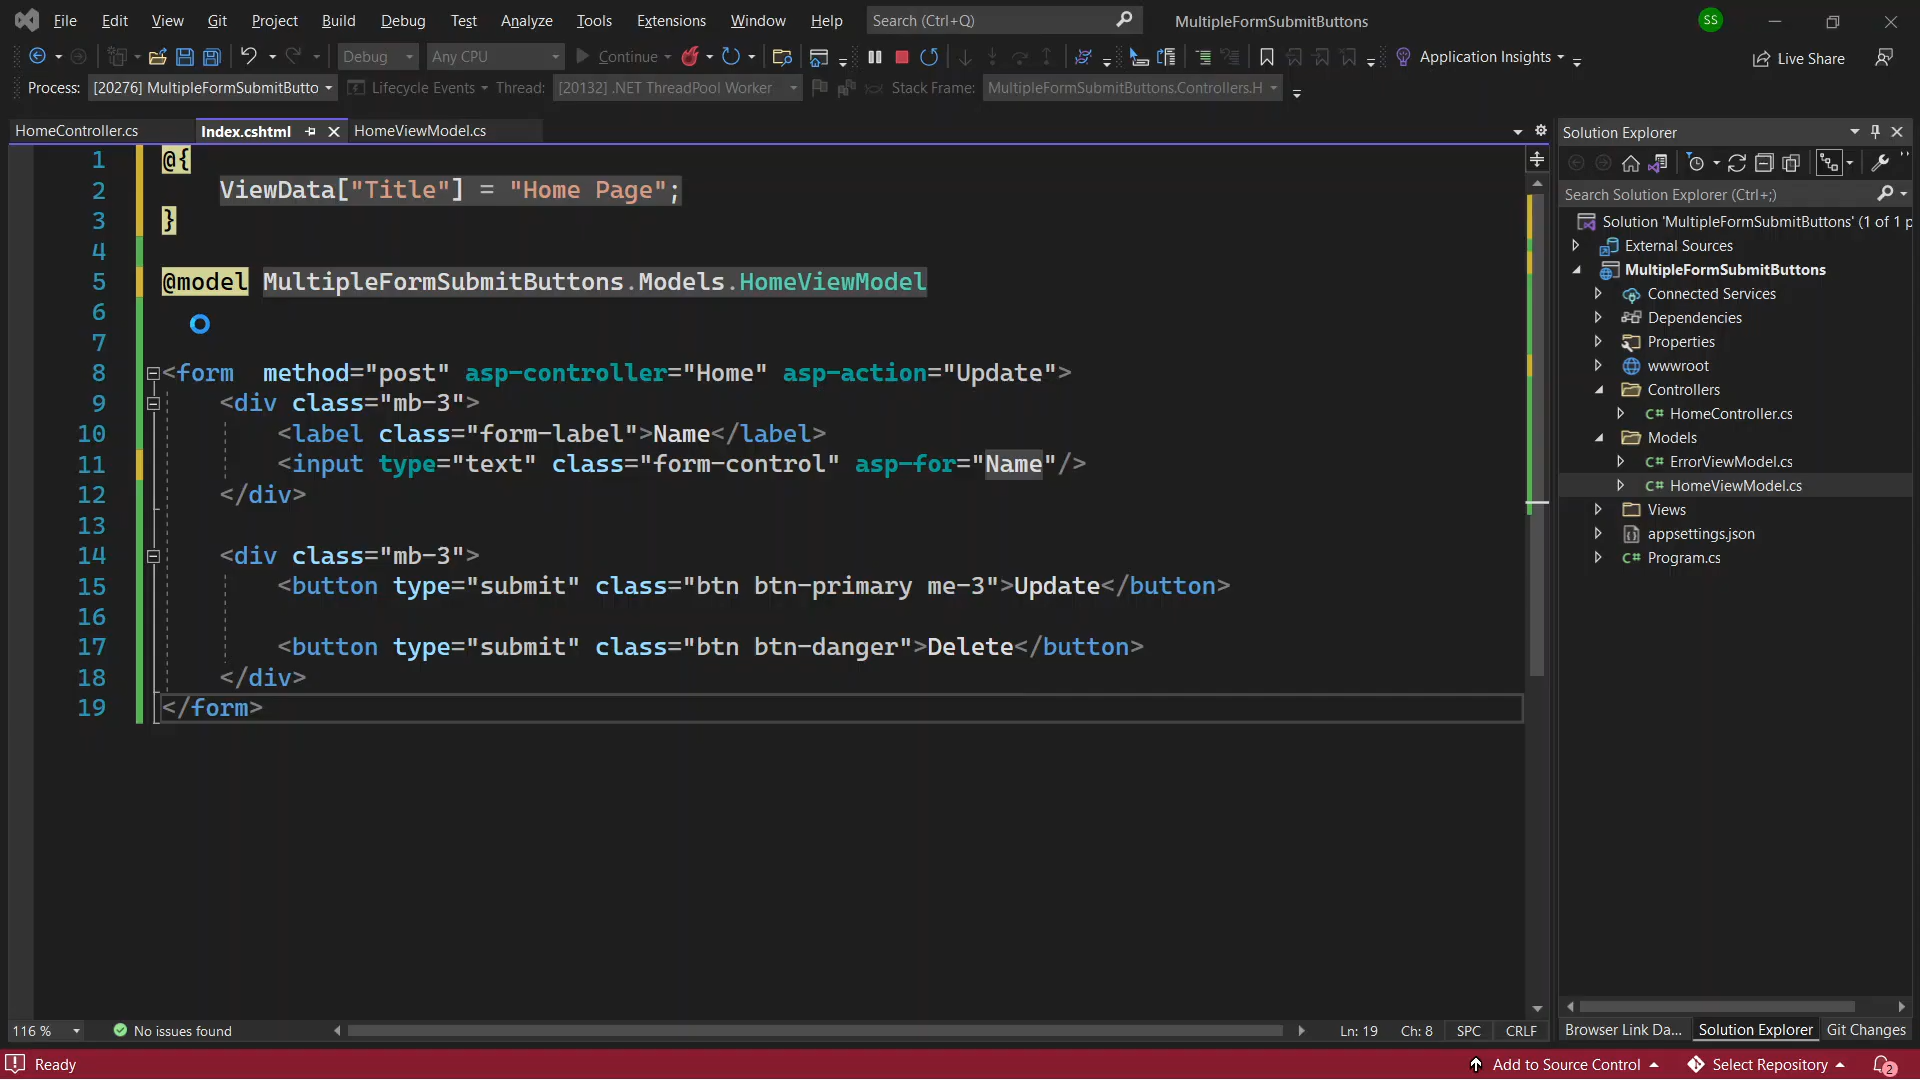 File Edit View Git Project Build Debug Test Analyze Tools Extensions Window Help Search (Ctrl+Q) MultipleFormSubmitButtons SS
Debug Any CPU Continue Application Insights Live Share
Process: [20276] MultipleFormSubmitButto Lifecycle Events Thread: [20132] .NET ThreadPool Worker Stack Frame: MultipleFormSubmitButtons.Controllers.H
HomeController.cs Index.cshtml HomeViewModel.cs
1 @{
2 ViewData["Title"] = "Home Page";
3 }
4
5 @model MultipleFormSubmitButtons.Models.HomeViewModel
6
7
8 <form  method="post" asp-controller="Home" asp-action="Update">
9 <div class="mb-3">
10 <label class="form-label">Name</label>
11 <input type="text" class="form-control" asp-for="Name"/>
12 </div>
13
14 <div class="mb-3">
15 <button type="submit" class="btn btn-primary me-3">Update</button>
16
17 <button type="submit" class="btn btn-danger">Delete</button>
18 </div>
19 </form>
116 % No issues found Ln: 19 Ch: 8 SPC CRLF
Solution Explorer
Search Solution Explorer (Ctrl+;)
Solution 'MultipleFormSubmitButtons' (1 of 1 p
External Sources
MultipleFormSubmitButtons
Connected Services
Dependencies
Properties
wwwroot
Controllers
C# HomeController.cs
Models
C# ErrorViewModel.cs
C# HomeViewModel.cs
Views
appsettings.json
C# Program.cs
Browser Link Da... Solution Explorer Git Changes
Ready Add to Source Control Select Repository 2